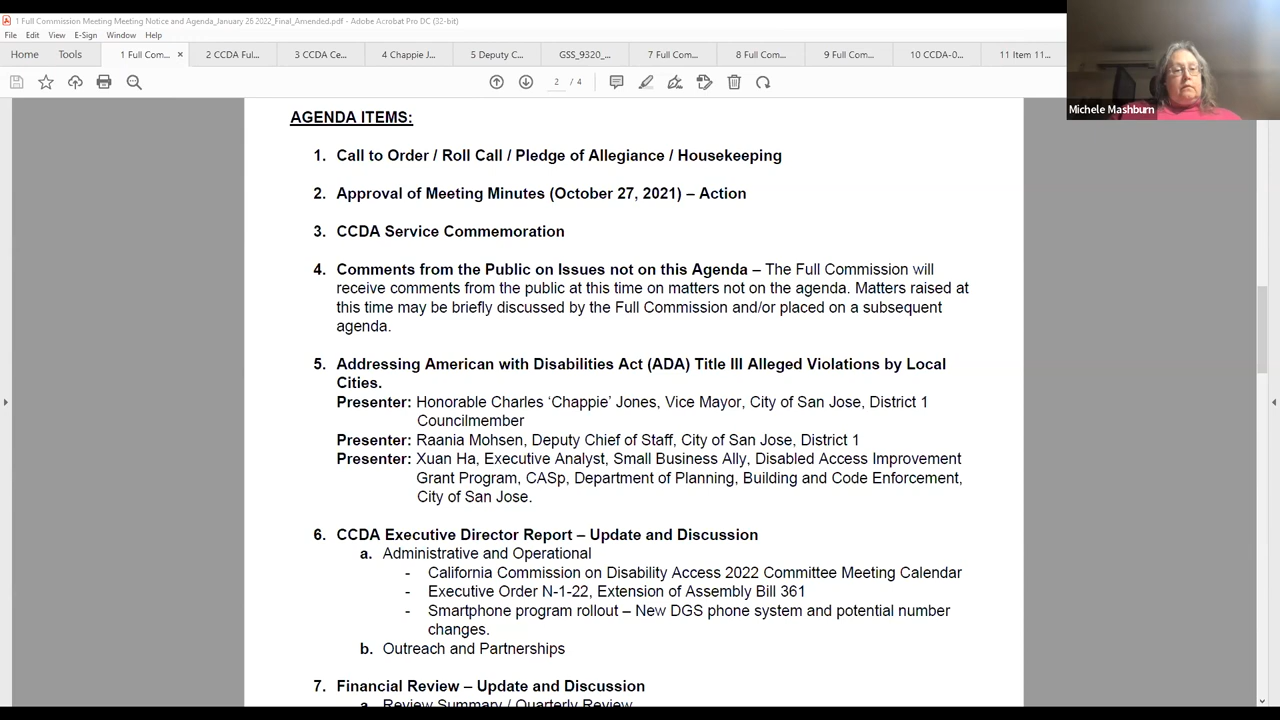 1 Full Commission Meeting Meeting Notice and Agenda_January 26 2022_Final_Amended.pdf - Adobe Acrobat Pro DC (32-bit)
File Edit View E-Sign Window Help
Home Tools 1 Full Com... × 2 CCDA Ful... 3 CCDA Ce... 4 Chappie J... 5 Deputy C... GSS_9320_... 7 Full Com... 8 Full Com... 9 Full Com... 10 CCDA-0... 11 Item 11...
2 / 4
Michele Mashburn
AGENDA ITEMS:
1. Call to Order / Roll Call / Pledge of Allegiance / Housekeeping
2. Approval of Meeting Minutes (October 27, 2021) – Action
3. CCDA Service Commemoration
4. Comments from the Public on Issues not on this Agenda – The Full Commission will
receive comments from the public at this time on matters not on the agenda. Matters raised at
this time may be briefly discussed by the Full Commission and/or placed on a subsequent
agenda.
5. Addressing American with Disabilities Act (ADA) Title III Alleged Violations by Local
Cities.
Presenter: Honorable Charles ‘Chappie’ Jones, Vice Mayor, City of San Jose, District 1
Councilmember
Presenter: Raania Mohsen, Deputy Chief of Staff, City of San Jose, District 1
Presenter: Xuan Ha, Executive Analyst, Small Business Ally, Disabled Access Improvement
Grant Program, CASp, Department of Planning, Building and Code Enforcement,
City of San Jose.
6. CCDA Executive Director Report – Update and Discussion
a. Administrative and Operational
- California Commission on Disability Access 2022 Committee Meeting Calendar
- Executive Order N-1-22, Extension of Assembly Bill 361
- Smartphone program rollout – New DGS phone system and potential number
changes.
b. Outreach and Partnerships
7. Financial Review – Update and Discussion
a. Review Summary / Quarterly Review